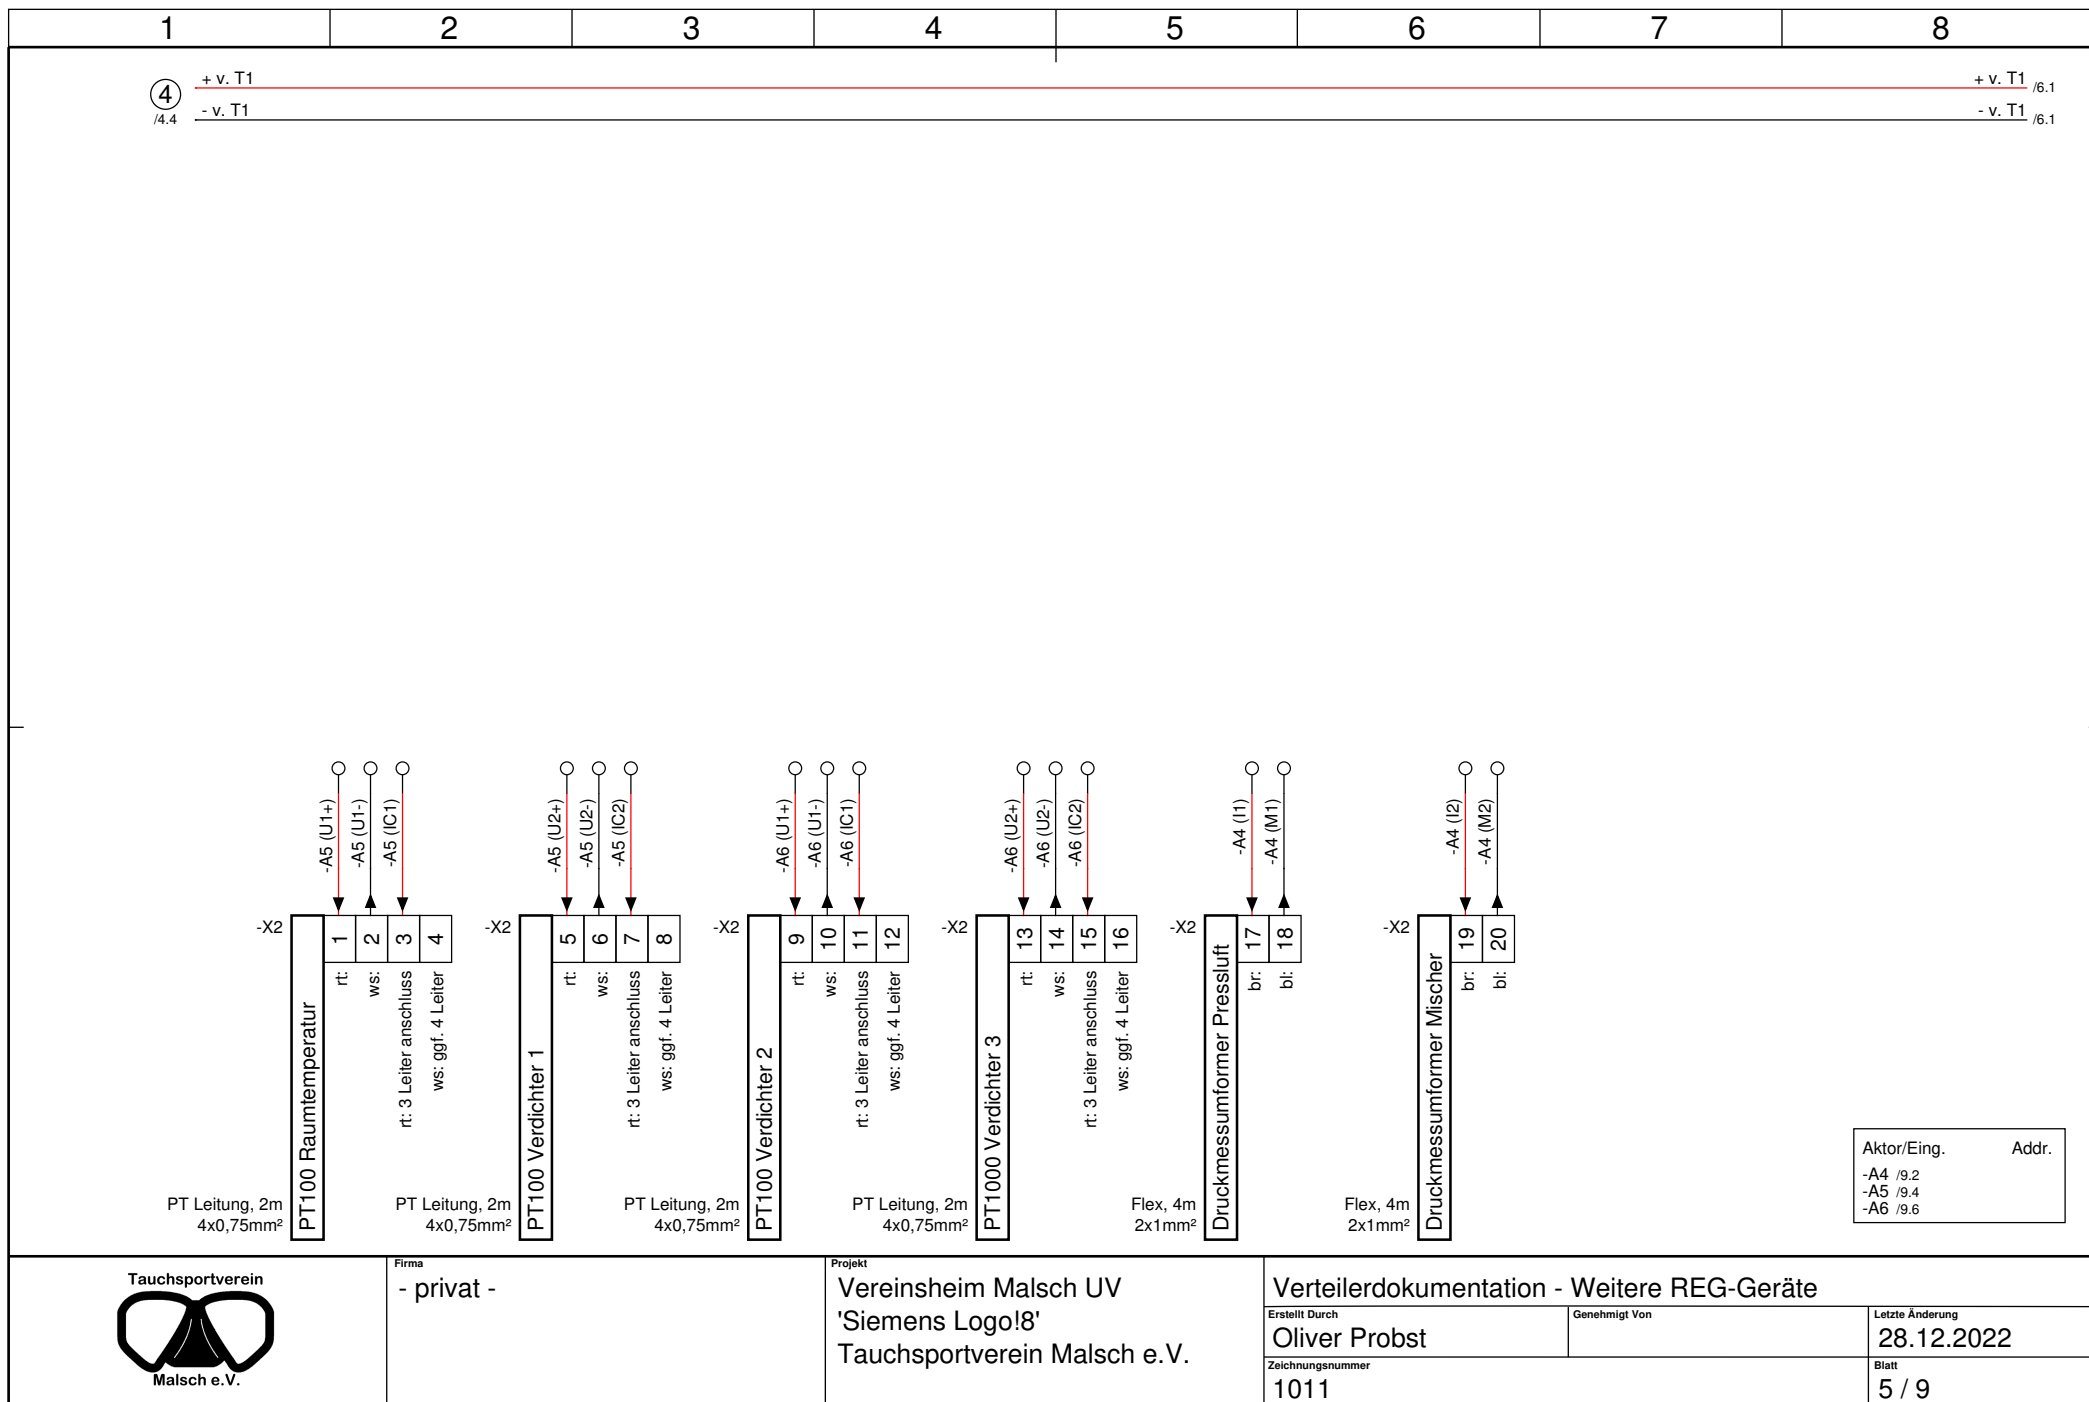 1 2 3 4 5 6 7 8
+ v. T1
+ v. T1 /6.1
4
/4.4
- v. T1
- v. T1 /6.1
-A5 (U1+)
-A5 (U1-)
-A5 (IC1)
-A5 (U2+)
-A5 (U2-)
-A5 (IC2)
-A6 (U1+)
-A6 (U1-)
-A6 (IC1)
-A6 (U2+)
-A6 (U2-)
-A6 (IC2)
-A4 (I1)
-A4 (M1)
-A4 (I2)
-A4 (M2)
-X2
PT100 Raumtemperatur
1 2 3 4
rt:
ws:
rt: 3 Leiter anschluss
ws: ggf. 4 Leiter
PT Leitung, 2m
4x0,75mm²
-X2
PT100 Verdichter 1
5 6 7 8
rt:
ws:
rt: 3 Leiter anschluss
ws: ggf. 4 Leiter
PT Leitung, 2m
4x0,75mm²
-X2
PT100 Verdichter 2
9 10 11 12
rt:
ws:
rt: 3 Leiter anschluss
ws: ggf. 4 Leiter
PT Leitung, 2m
4x0,75mm²
-X2
PT1000 Verdichter 3
13 14 15 16
rt:
ws:
rt: 3 Leiter anschluss
ws: ggf. 4 Leiter
PT Leitung, 2m
4x0,75mm²
-X2
Druckmessumformer Pressluft
17 18
br:
bl:
Flex, 4m
2x1mm²
-X2
Druckmessumformer Mischer
19 20
br:
bl:
Flex, 4m
2x1mm²
Aktor/Eing. Addr.
-A4 /9.2
-A5 /9.4
-A6 /9.6
Tauchsportverein
Malsch e.V.
Firma
- privat -
Projekt
Vereinsheim Malsch UV
'Siemens Logo!8'
Tauchsportverein Malsch e.V.
Verteilerdokumentation - Weitere REG-Geräte
Erstellt Durch
Oliver Probst
Genehmigt Von
Letzte Änderung
28.12.2022
Zeichnungsnummer
1011
Blatt
5 / 9